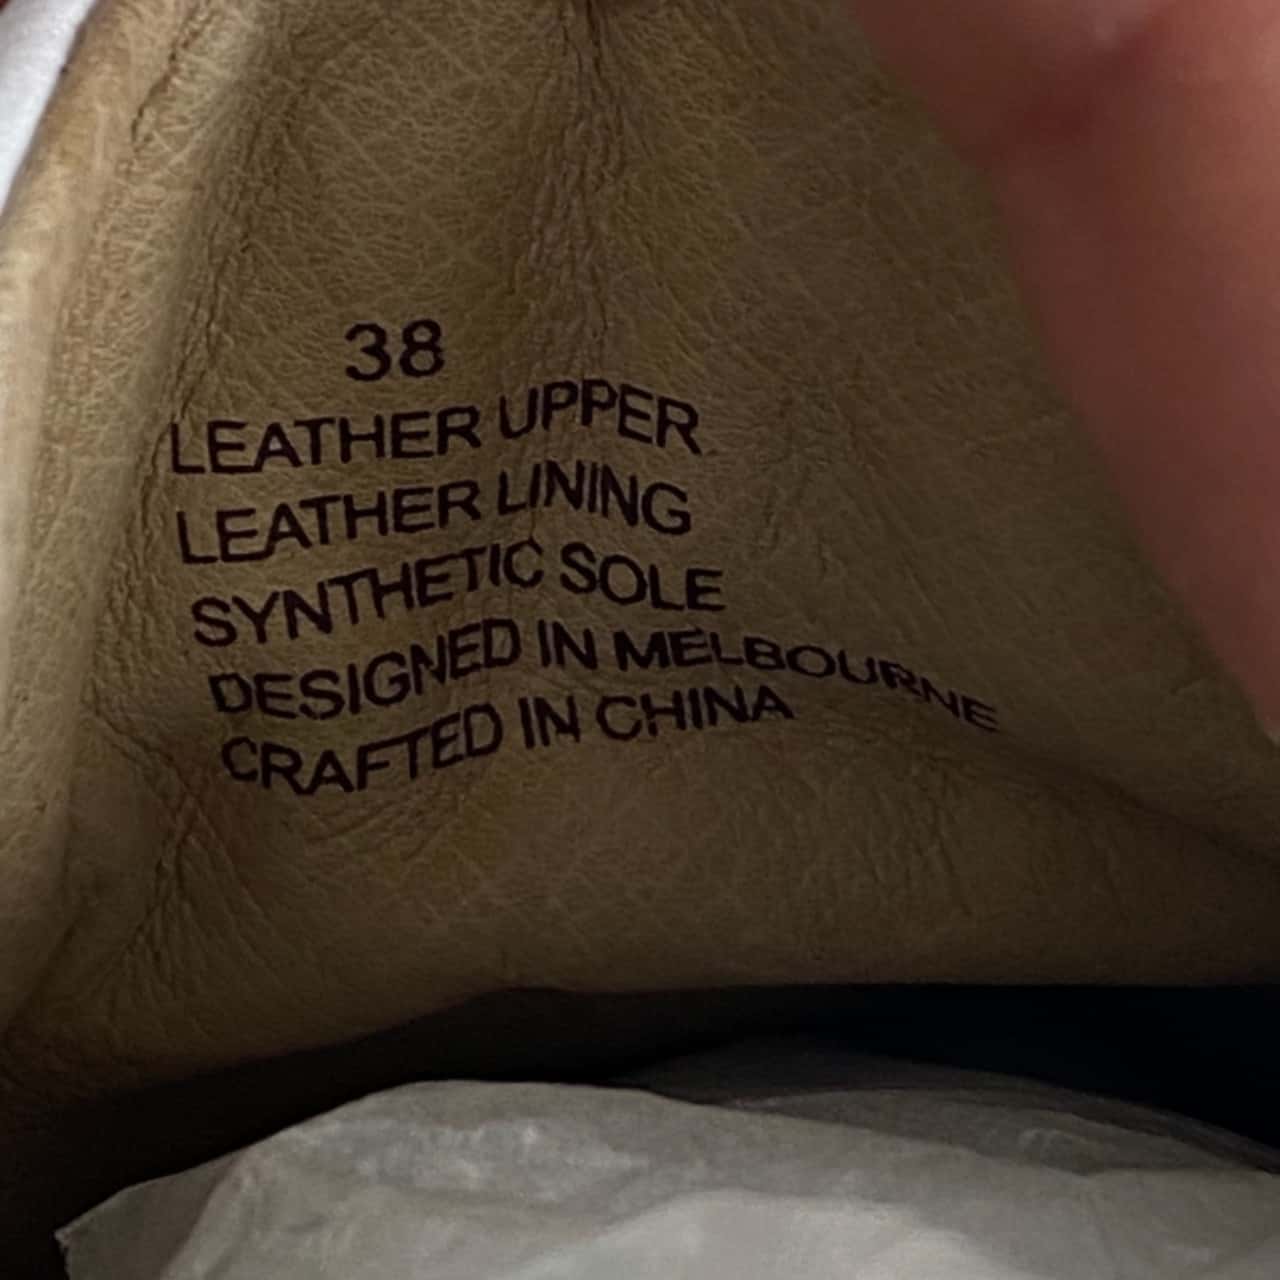 38
LEATHER UPPER
LEATHER LINING
SYNTHETIC SOLE
DESIGNED IN MELBOURNE
CRAFTED IN CHINA